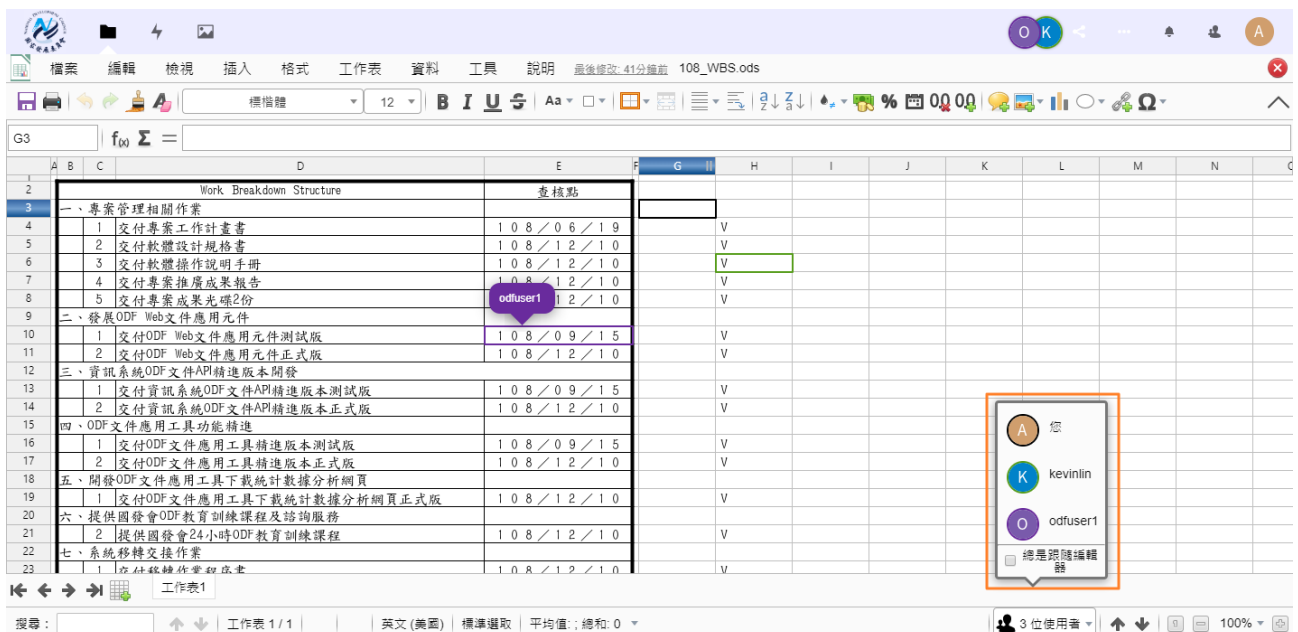 O K A
檔案 編輯 檢視 插入 格式 工作表 資料 工具 說明 最後修改: 41分鐘前 108_WBS.ods
標楷體 12 B I U S Aa
G3 f(x) Σ =
A B C D E F G H I J K L M N
2 Work Breakdown Structure 查核點
3 一、專案管理相關作業
4 1 交付專案工作計畫書 108/06/19 V
5 2 交付軟體設計規格書 108/12/10 V
6 3 交付軟體操作說明手冊 108/12/10 V
7 4 交付專案推廣成果報告 108/12/10 V
8 5 交付專案成果光碟2份 12/10 V
odfuser1
9 二、發展ODF Web文件應用元件
10 1 交付ODF Web文件應用元件測試版 108/09/15 V
11 2 交付ODF Web文件應用元件正式版 108/12/10 V
12 三、資訊系統ODF文件API精進版本開發
13 1 交付資訊系統ODF文件API精進版本測試版 108/09/15 V
14 2 交付資訊系統ODF文件API精進版本正式版 108/12/10 V
15 四、ODF文件應用工具功能精進
16 1 交付ODF文件應用工具精進版本測試版 108/09/15 V
17 2 交付ODF文件應用工具精進版本正式版 108/12/10 V
18 五、開發ODF文件應用工具下載統計數據分析網頁
19 1 交付ODF文件應用工具下載統計數據分析網頁正式版 108/12/10 V
20 六、提供國發會ODF教育訓練課程及諮詢服務
21 2 提供國發會24小時ODF教育訓練課程 108/12/10 V
22 七、系統移轉交接作業
23 1 交付移轉作業程序書 108/12/10 V
A 您
K kevinlin
O odfuser1
總是跟隨編輯
器
工作表1
搜尋: 工作表 1 / 1 英文 (美國) 標準選取 平均值: ; 總和: 0 3 位使用者 100%